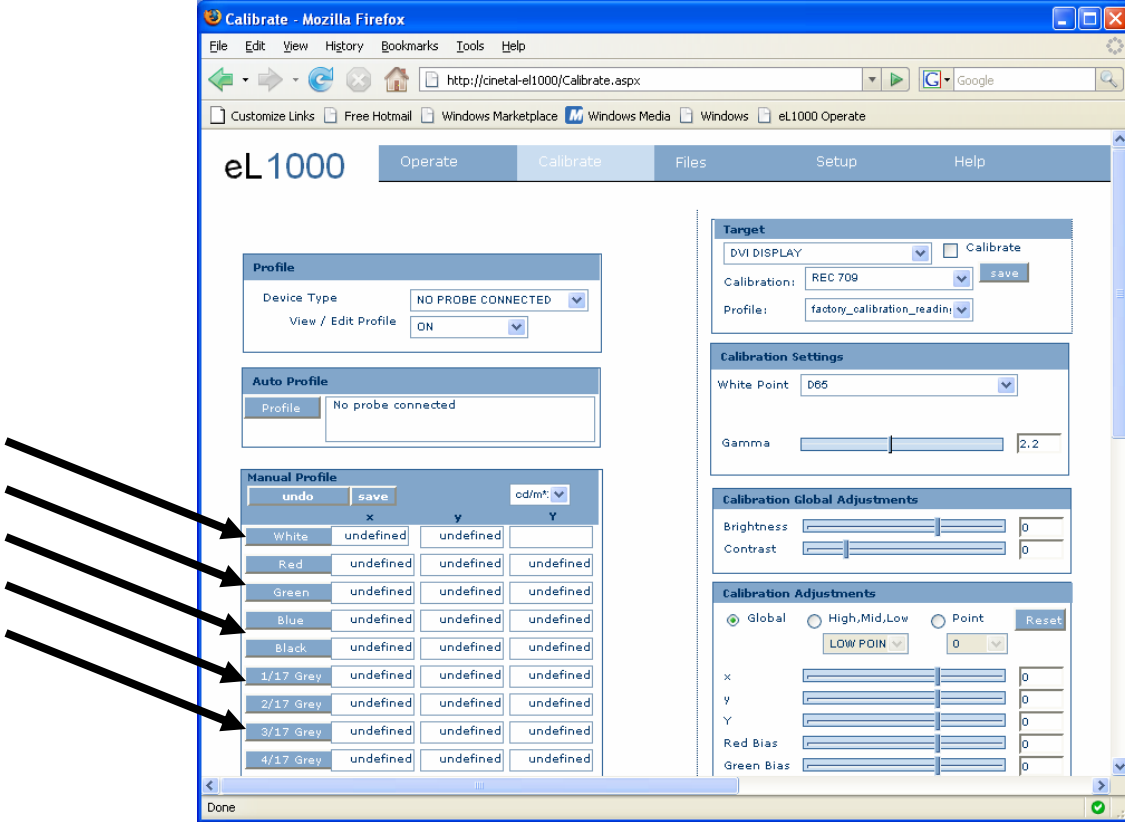 Calibrate - Mozilla Firefox
File Edit View History Bookmarks Tools Help
http://cinetal-el1000/Calibrate.aspx
G Google
Customize Links Free Hotmail Windows Marketplace Windows Media Windows eL1000 Operate
eL1000 Operate Calibrate Files Setup Help
Profile
Device Type NO PROBE CONNECTED
View / Edit Profile ON
Auto Profile
Profile No probe connected
Manual Profile
undo save cd/m^
x y Y
White undefined undefined
Red undefined undefined undefined
Green undefined undefined undefined
Blue undefined undefined undefined
Black undefined undefined undefined
1/17 Grey undefined undefined undefined
2/17 Grey undefined undefined undefined
3/17 Grey undefined undefined undefined
4/17 Grey undefined undefined undefined
Target
DVI DISPLAY Calibrate
Calibration: REC 709 save
Profile: factory_calibration_reading
Calibration Settings
White Point D65
Gamma 2.2
Calibration Global Adjustments
Brightness 0
Contrast 0
Calibration Adjustments
Global High,Mid,Low Point Reset
LOW POIN 0
x 0
y 0
Y 0
Red Bias 0
Green Bias 0
Done